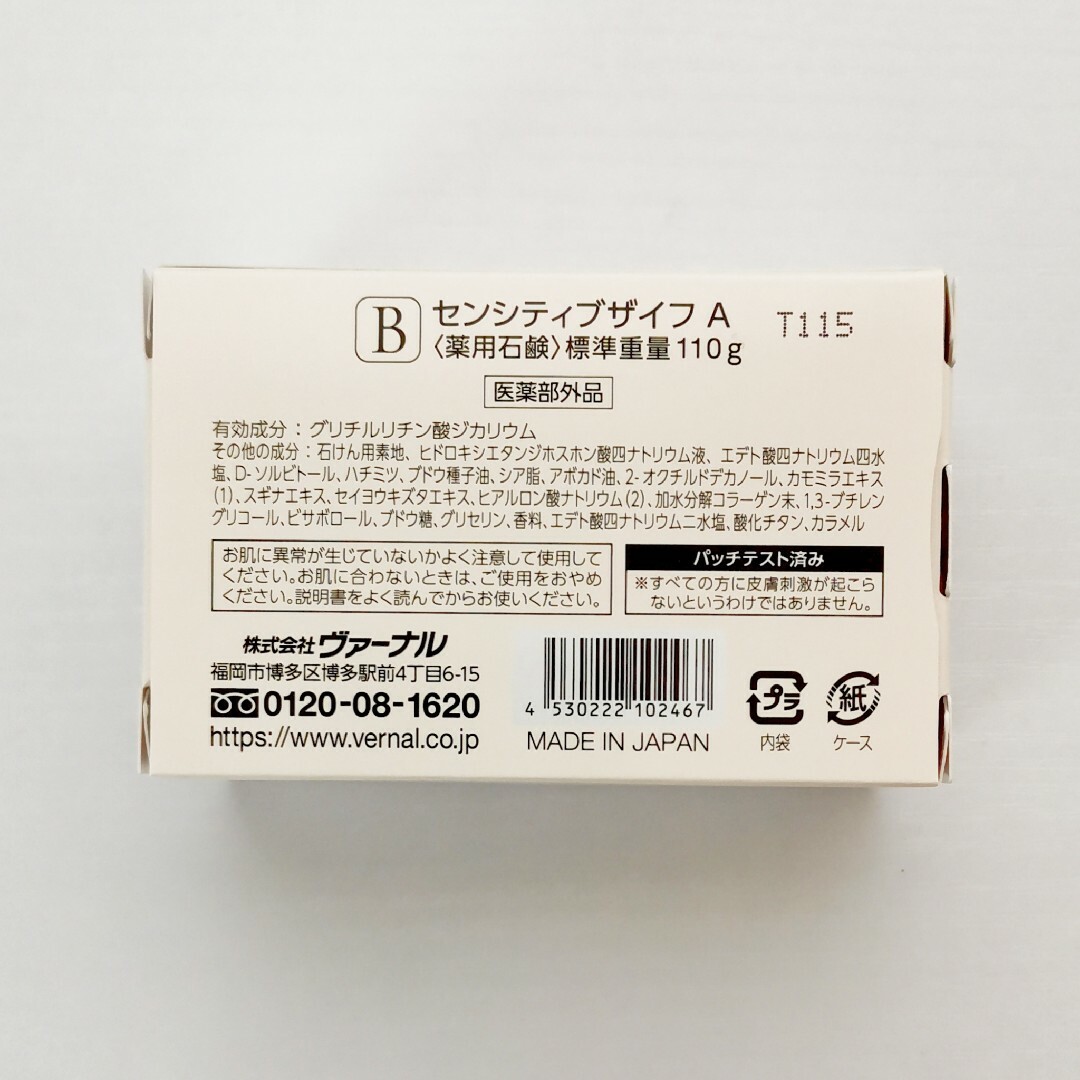 B センシティブザイフ A T115
〈薬用石鹸〉標準重量110g
医薬部外品
有効成分：グリチルリチン酸ジカリウム
その他の成分：石けん用素地、ヒドロキシエタンジホスホン酸四ナトリウム液、エデト酸四ナトリウム四水
塩、D-ソルビトール、ハチミツ、ブドウ種子油、シア脂、アボカド油、2-オクチルドデカノール、カモミラエキス
(1)、スギナエキス、セイヨウキズタエキス、ヒアルロン酸ナトリウム(2)、加水分解コラーゲン末、1,3-ブチレン
グリコール、ビサボロール、ブドウ糖、グリセリン、香料、エデト酸四ナトリウム二水塩、酸化チタン、カラメル
お肌に異常が生じていないかよく注意して使用して
ください。お肌に合わないときは、ご使用をおやめ
ください。説明書をよく読んでからお使いください。
パッチテスト済み
※すべての方に皮膚刺激が起こら
ないというわけではありません。
株式会社ヴァーナル
福岡市博多区博多駅前4丁目6-15
0120-08-1620
https://www.vernal.co.jp
4 530222 102467
MADE IN JAPAN
プラ
内袋
紙
ケース